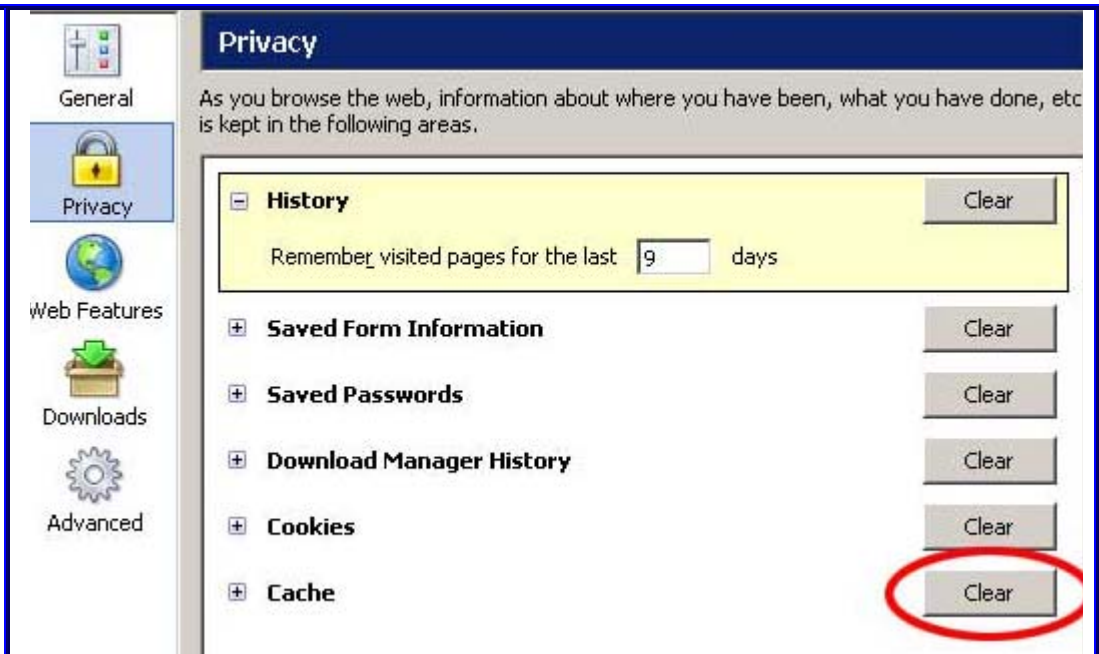 General
Privacy
Web Features
Downloads
Advanced
Privacy
As you browse the web, information about where you have been, what you have done, etc
is kept in the following areas.
History Clear
Remember visited pages for the last 9 days
Saved Form Information Clear
Saved Passwords Clear
Download Manager History Clear
Cookies Clear
Cache Clear